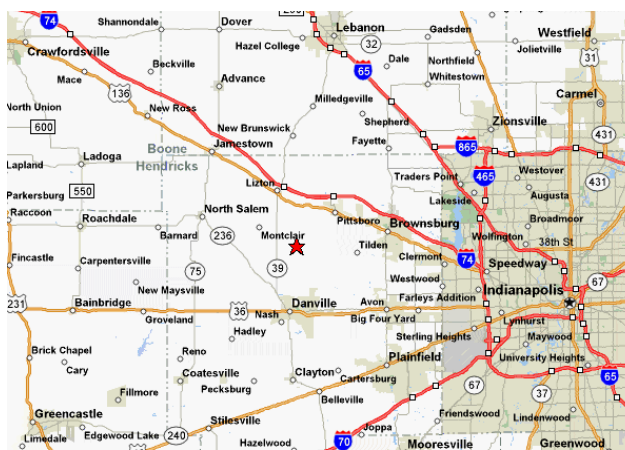 74
Shannondale
Dover
Lebanon
Gadsden
Westfield
Crawfordsville
Hazel College
32
Jolietville
31
Mace
Beckville
Dale
Northfield
65
Advance
Whitestown
136
Carmel
North Union
New Ross
Milledgeville
Shepherd
Zionsville
600
New Brunswick
431
Boone
Jamestown
Fayette
865
Hendricks
Lapland
Ladoga
Traders Point
465
Westover
550
Lizton
431
Parkersburg
Lakeside
Augusta
Raccoon
North Salem
Pittsboro
Roachdale
Brownsburg
Broadmoor
Barnard
236
Montclair
Wolfington
38th St
Tilden
Fincastle
Carpentersville
75
39
Clermont
74
Speedway
67
New Maysville
Westwood
Indianapolis
231
Bainbridge
36
Danville
Avon
Farleys Addition
Groveland
Nash
Big Four Yard
Lynhurst
Hadley
Sterling Heights
Maywood
Brick Chapel
Reno
Plainfield
University Heights
Cary
Coatesville
Clayton
Cartersburg
65
Pecksburg
67
Fillmore
Belleville
37
Greencastle
Stilesville
Friendswood
Lindenwood
Limedale
Edgewood Lake
240
Joppa
Hazelwood
70
Mooresville
Greenwood